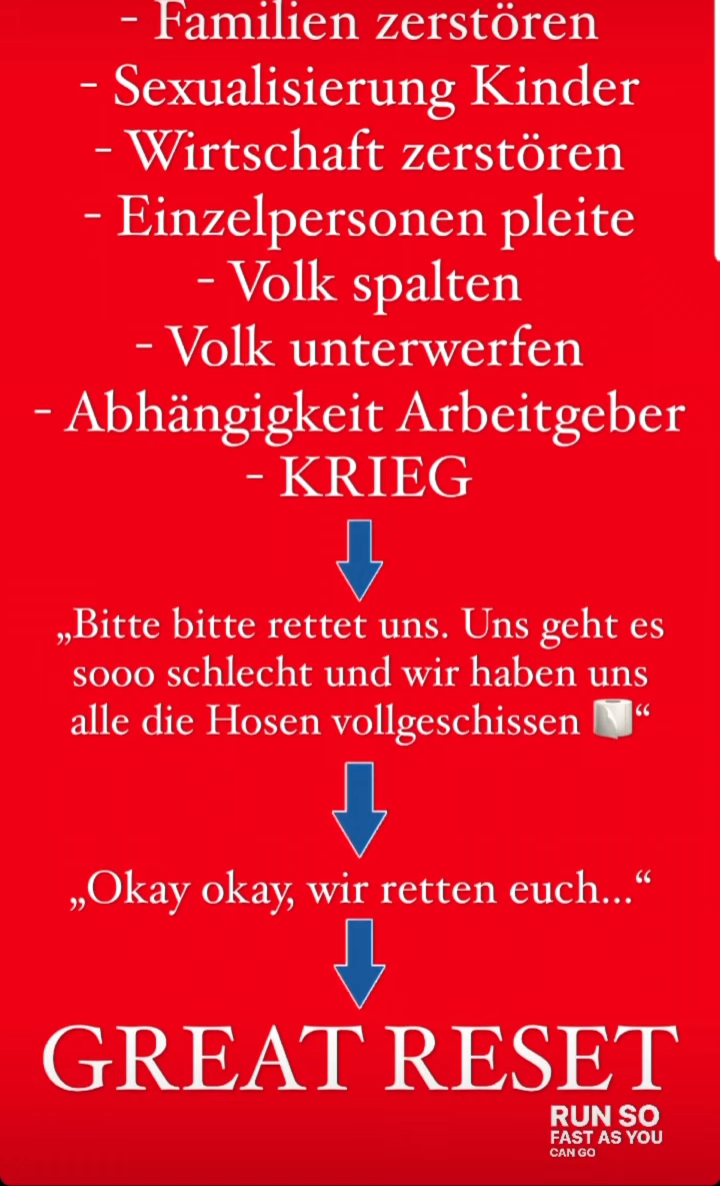 - Familien zerstören
- Sexualisierung Kinder
- Wirtschaft zerstören
- Einzelpersonen pleite
- Volk spalten
- Volk unterwerfen
- Abhängigkeit Arbeitgeber
- KRIEG
„Bitte bitte rettet uns. Uns geht es
sooo schlecht und wir haben uns
alle die Hosen vollgeschissen 🧻“
„Okay okay, wir retten euch...“
GREAT RESET
RUN SO
FAST AS YOU
CAN GO